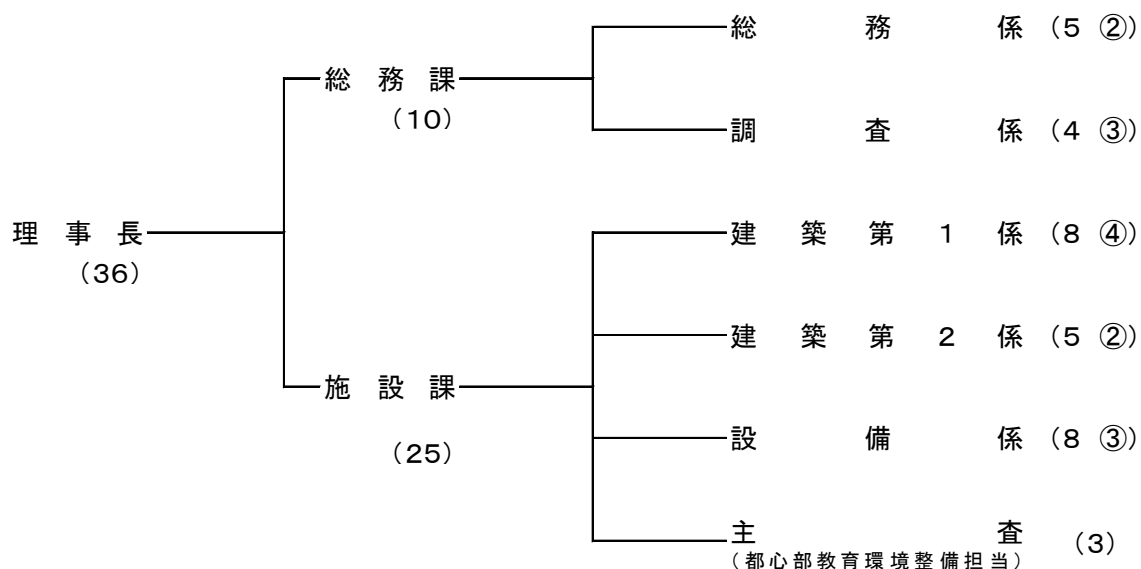 総務係（5 ②）
総務課
（10）
調査係（4 ③）
理事長
（36）
建築第1係（8 ④）
建築第2係（5 ②）
施設課
（25）
設備係（8 ③）
主査（3）
（都心部教育環境整備担当）